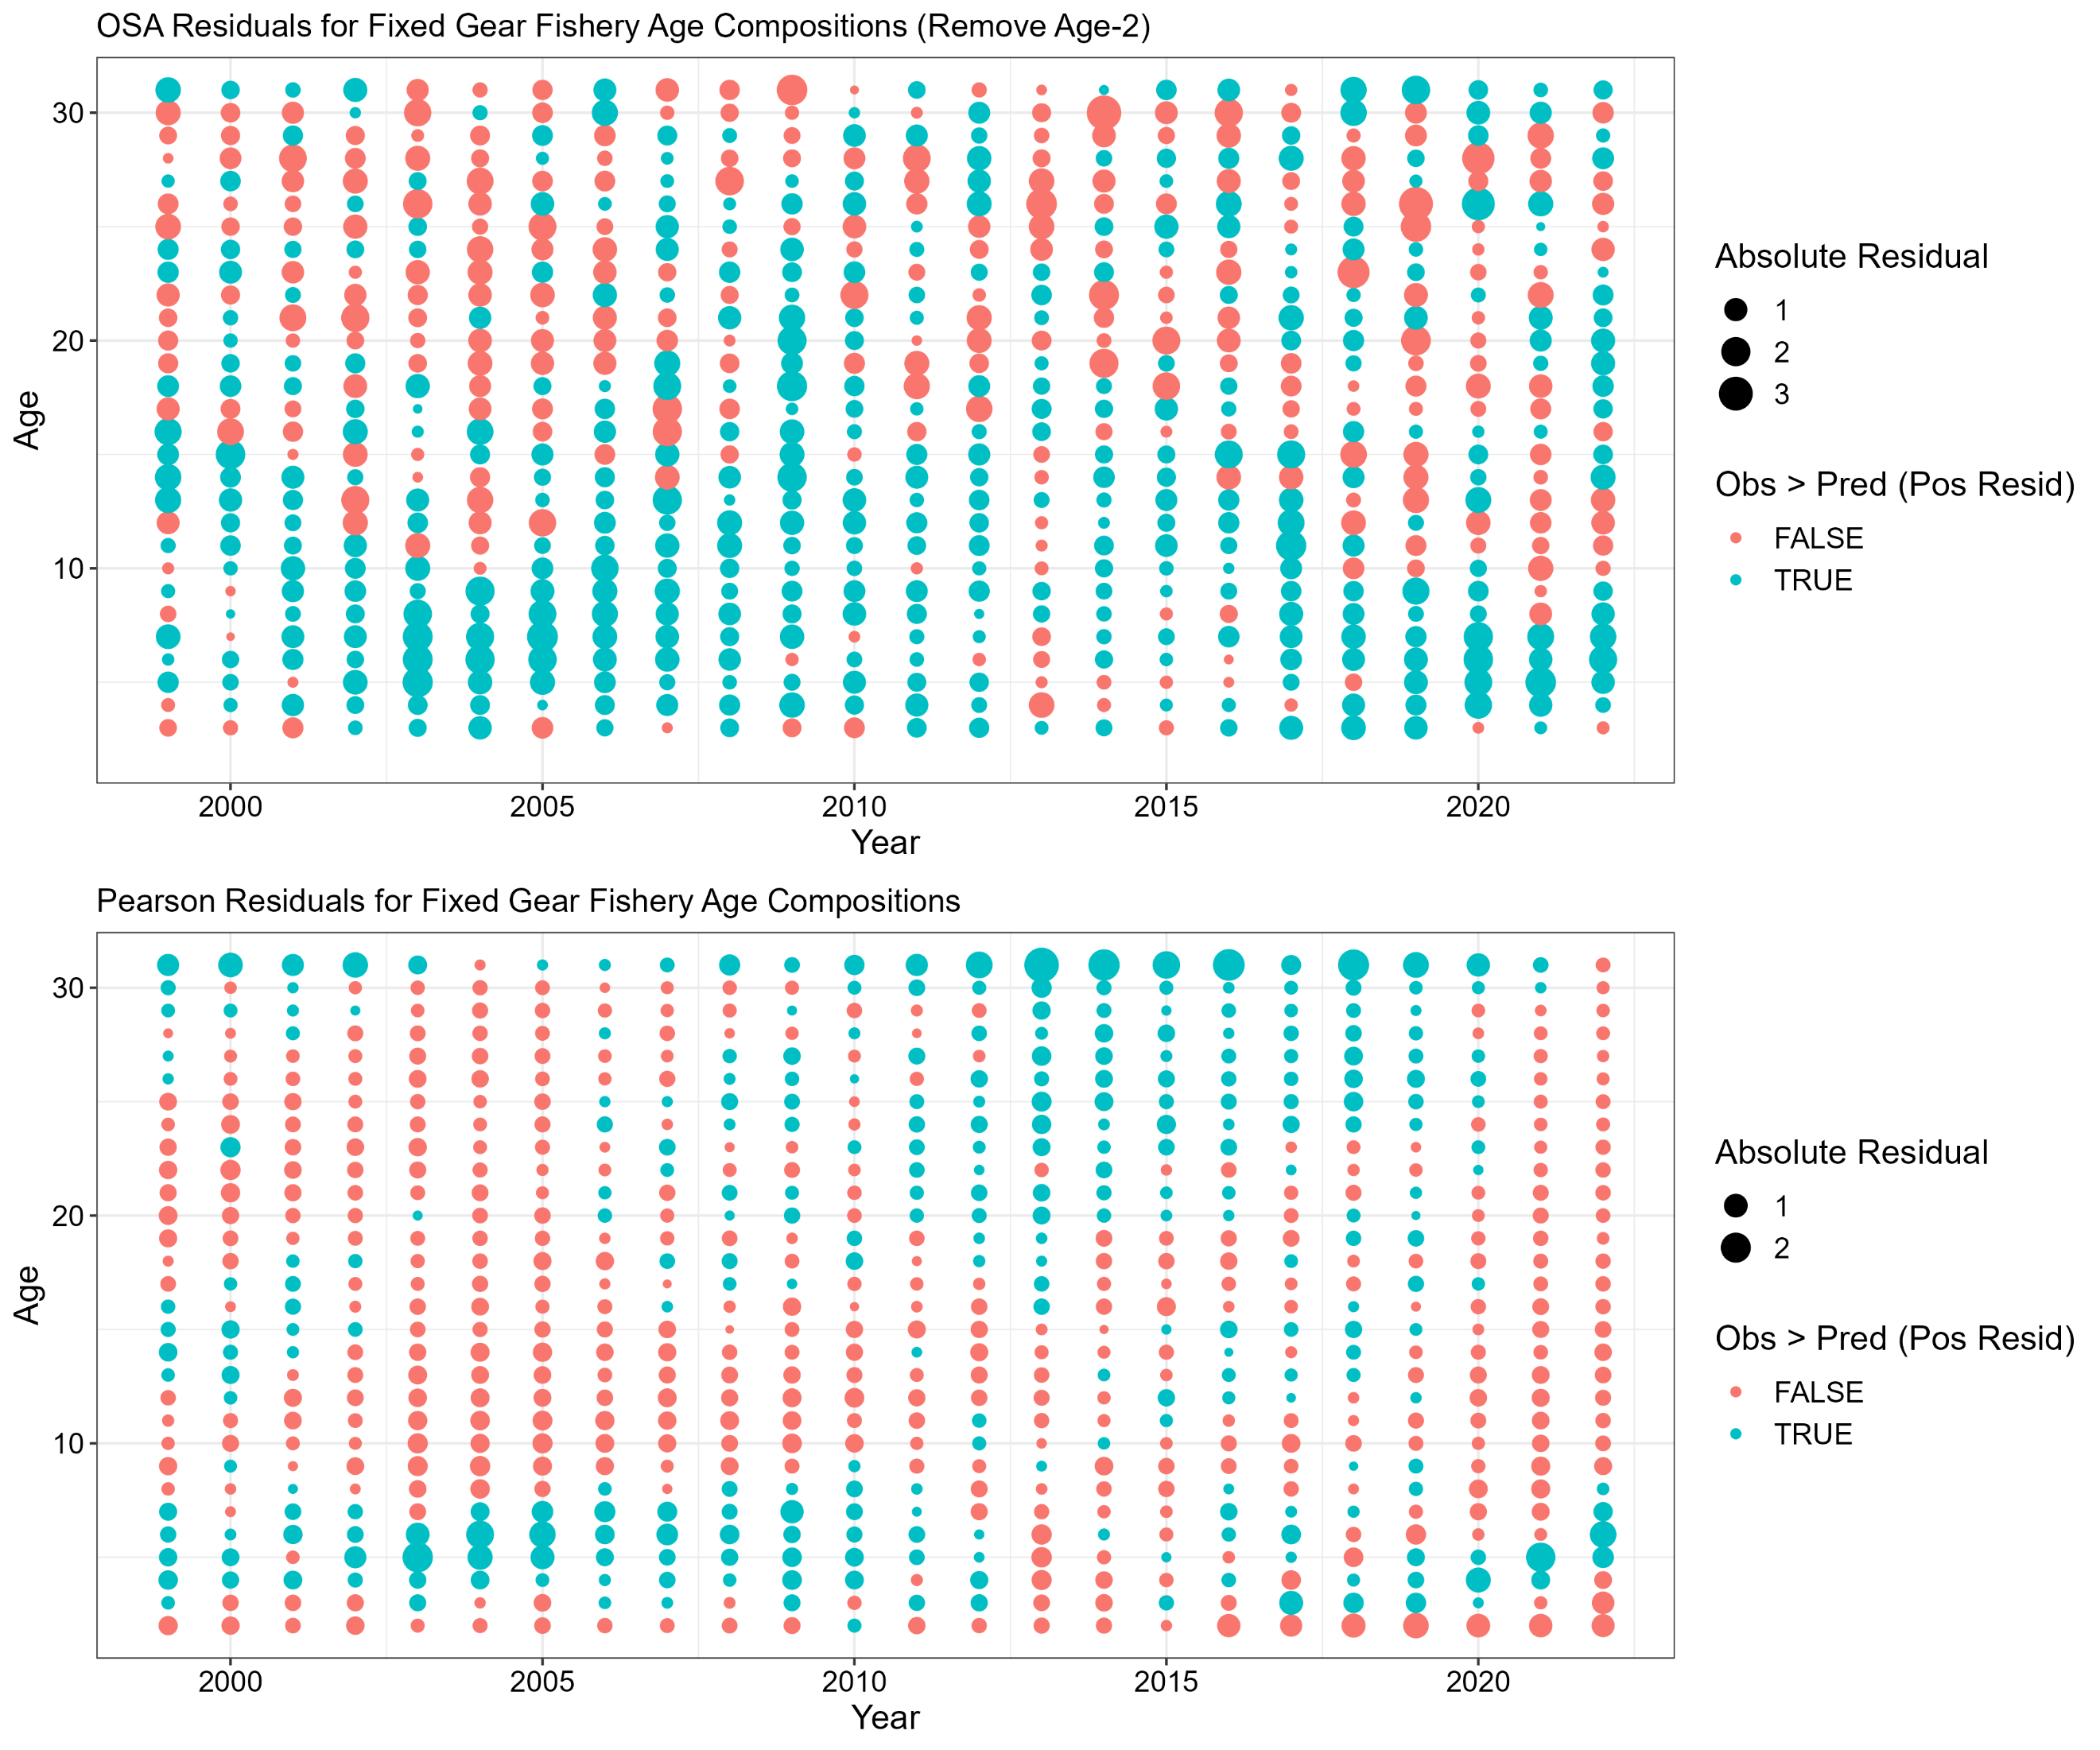 OSA Residuals for Fixed Gear Fishery Age Compositions (Remove Age-2)
30
20
10
Age
2000
2005
2010
2015
2020
Year
Absolute Residual
1
2
3
Obs > Pred (Pos Resid)
FALSE
TRUE
Pearson Residuals for Fixed Gear Fishery Age Compositions
30
20
10
Age
2000
2005
2010
2015
2020
Year
Absolute Residual
1
2
Obs > Pred (Pos Resid)
FALSE
TRUE